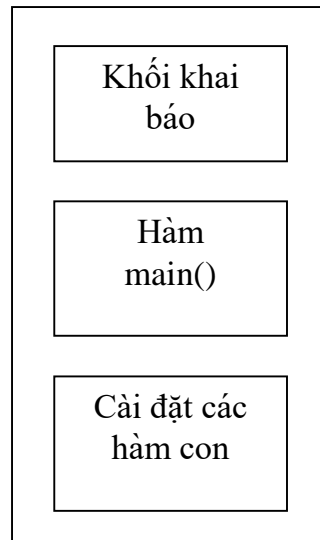 Khối khai
báo
Hàm
main()
Cài đặt các
hàm con